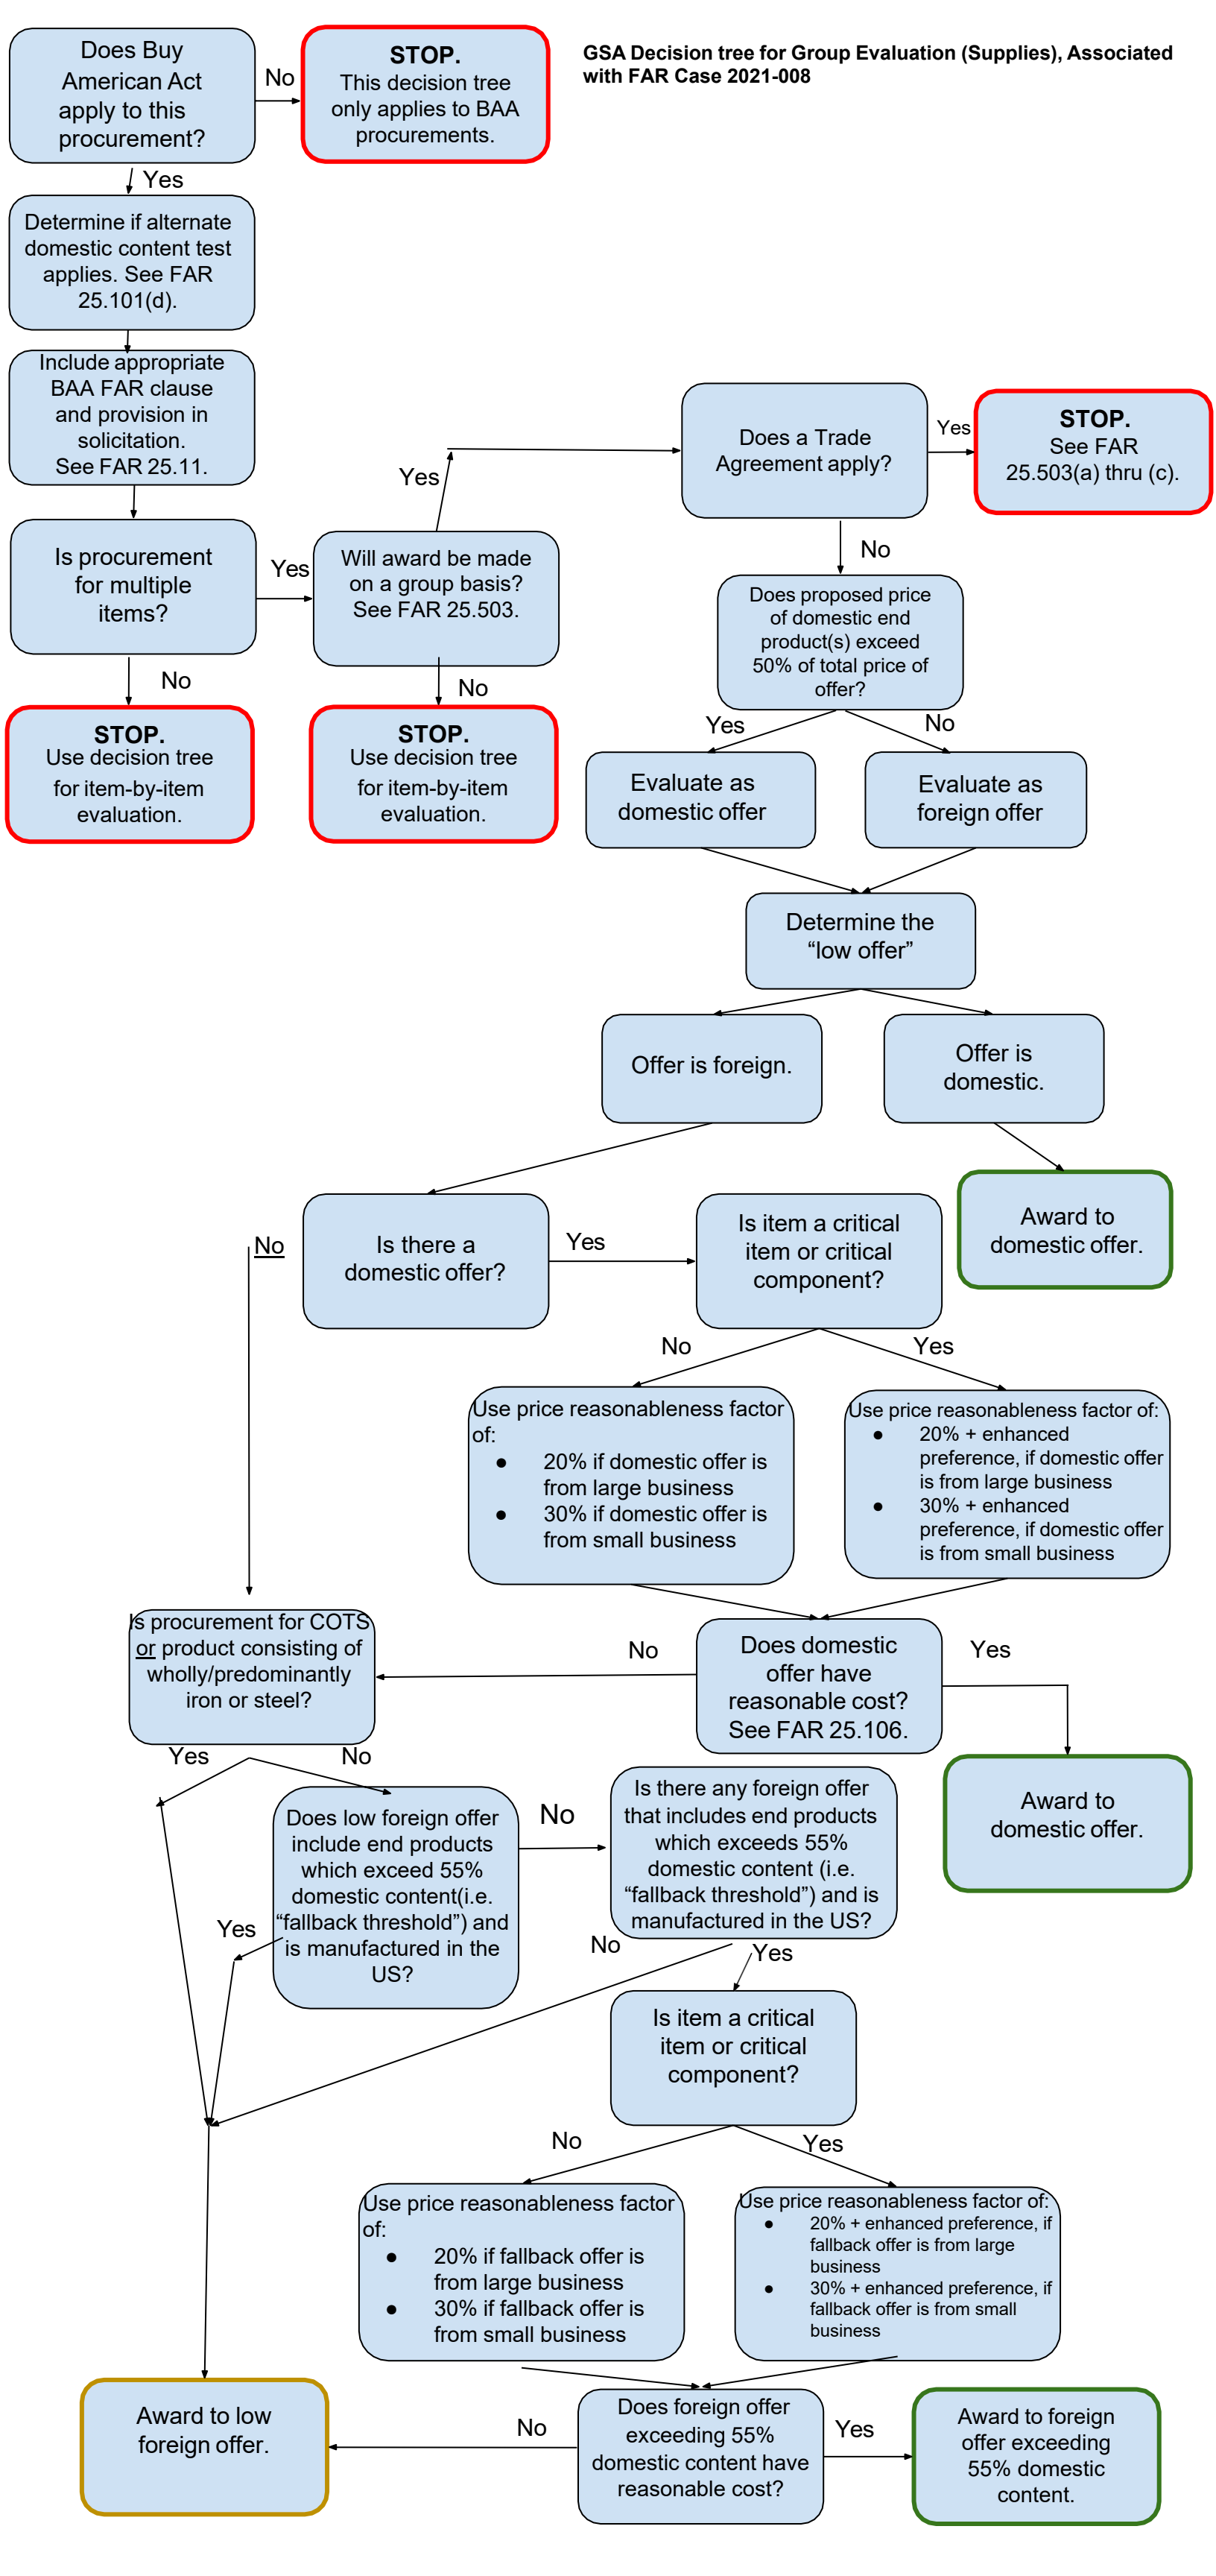 Does Buy
American Act
apply to this
procurement?
No
STOP.
This decision tree
only applies to BAA
procurements.
GSA Decision tree for Group Evaluation (Supplies), Associated
with FAR Case 2021-008
Yes
Determine if alternate
domestic content test
applies. See FAR
25.101(d).
Include appropriate
BAA FAR clause
and provision in
solicitation.
See FAR 25.11.
Is procurement
for multiple
items?
Yes
Will award be made
on a group basis?
See FAR 25.503.
Yes
Does a Trade
Agreement apply?
Yes
STOP.
See FAR
25.503(a) thru (c).
No
STOP.
Use decision tree
for item-by-item
evaluation.
No
STOP.
Use decision tree
for item-by-item
evaluation.
No
Does proposed price
of domestic end
product(s) exceed
50% of total price of
offer?
Yes
No
Evaluate as
domestic offer
Evaluate as
foreign offer
Determine the
“low offer”
Offer is foreign.
Offer is
domestic.
Award to
domestic offer.
Is there a
domestic offer?
No
Yes
Is item a critical
item or critical
component?
No
Yes
Use price reasonableness factor
of:
● 20% if domestic offer is
from large business
● 30% if domestic offer is
from small business
Use price reasonableness factor of:
● 20% + enhanced
preference, if domestic offer
is from large business
● 30% + enhanced
preference, if domestic offer
is from small business
Does domestic
offer have
reasonable cost?
See FAR 25.106.
Yes
Award to
domestic offer.
No
Is procurement for COTS
or product consisting of
wholly/predominantly
iron or steel?
Yes
No
Does low foreign offer
include end products
which exceed 55%
domestic content(i.e.
“fallback threshold”) and
is manufactured in the
US?
Yes
No
Is there any foreign offer
that includes end products
which exceeds 55%
domestic content (i.e.
“fallback threshold”) and is
manufactured in the US?
No
Yes
Is item a critical
item or critical
component?
No
Yes
Use price reasonableness factor
of:
● 20% if fallback offer is
from large business
● 30% if fallback offer is
from small business
Use price reasonableness factor of:
● 20% + enhanced preference, if
fallback offer is from large
business
● 30% + enhanced preference, if
fallback offer is from small
business
Does foreign offer
exceeding 55%
domestic content have
reasonable cost?
No
Award to low
foreign offer.
Yes
Award to foreign
offer exceeding
55% domestic
content.